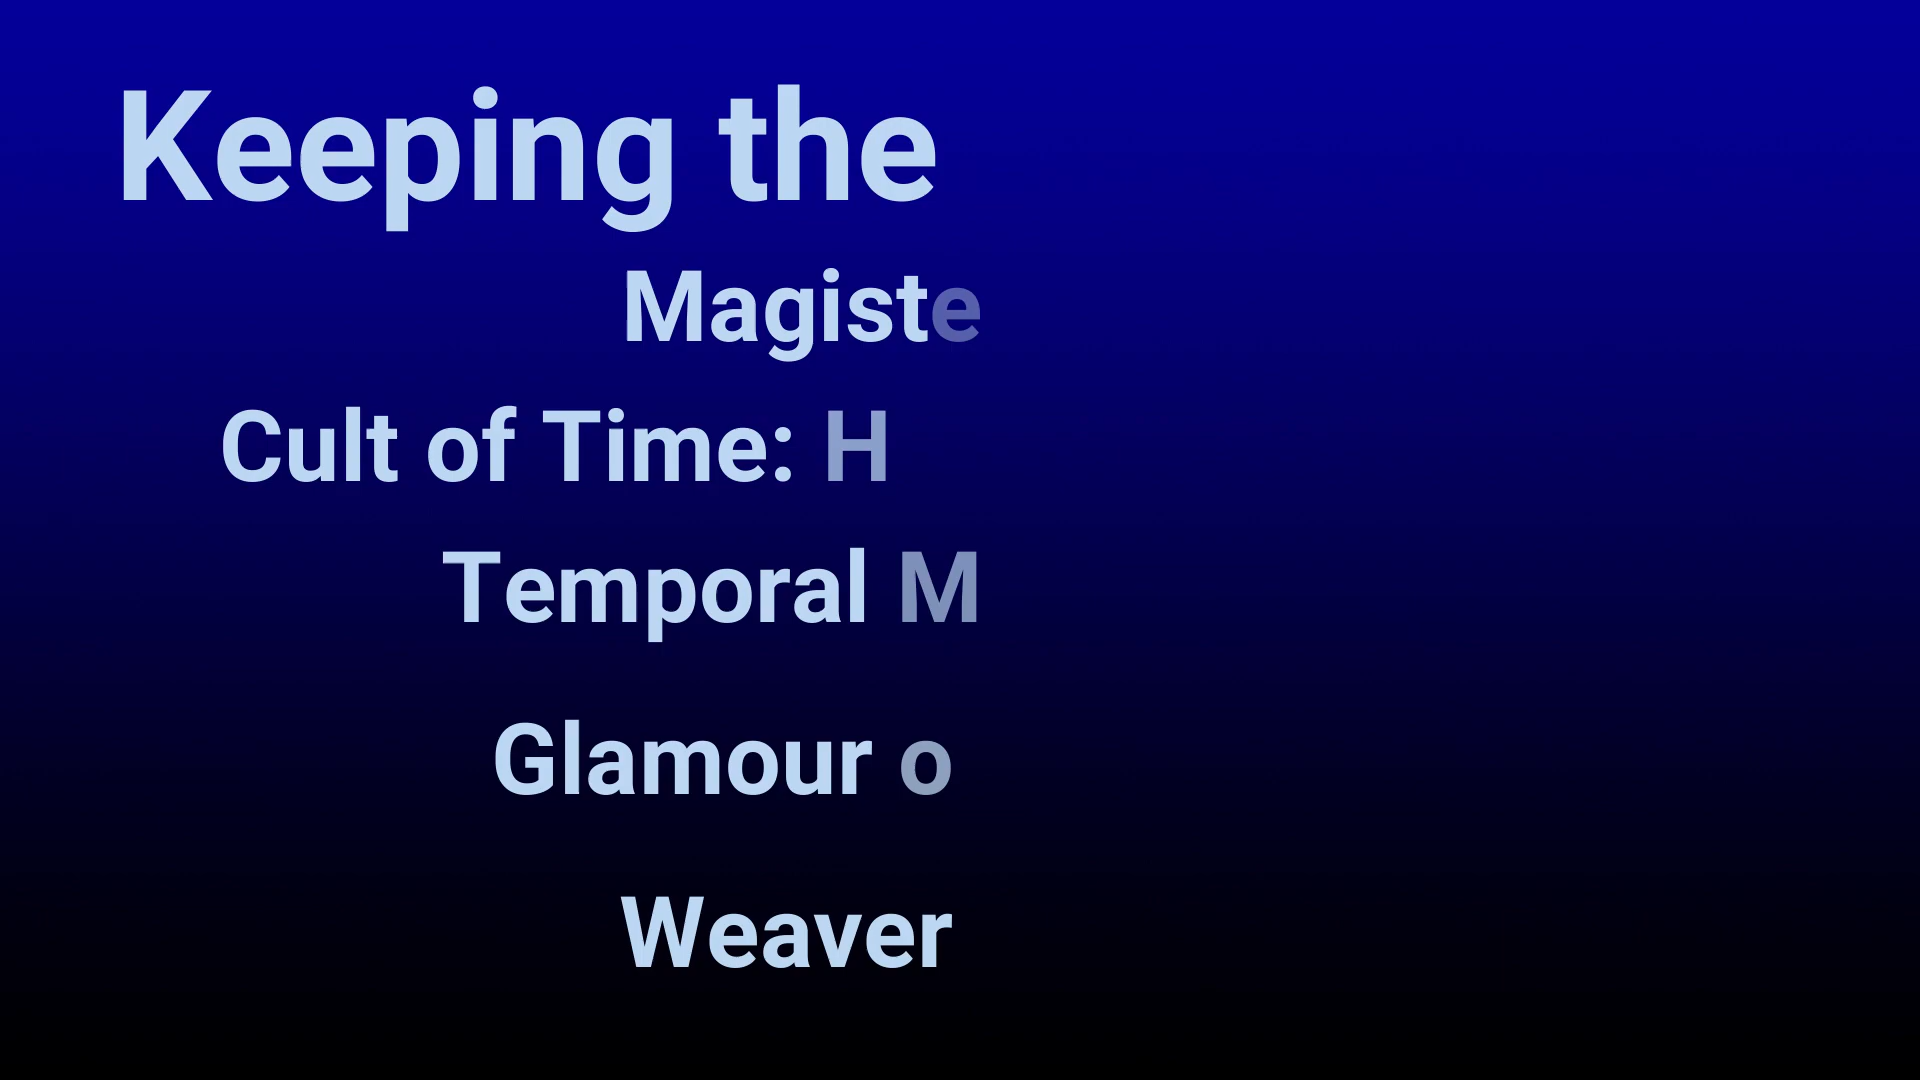 Keeping the
Magiste
Cult of Time: H
Temporal M
Glamour o
Weaver